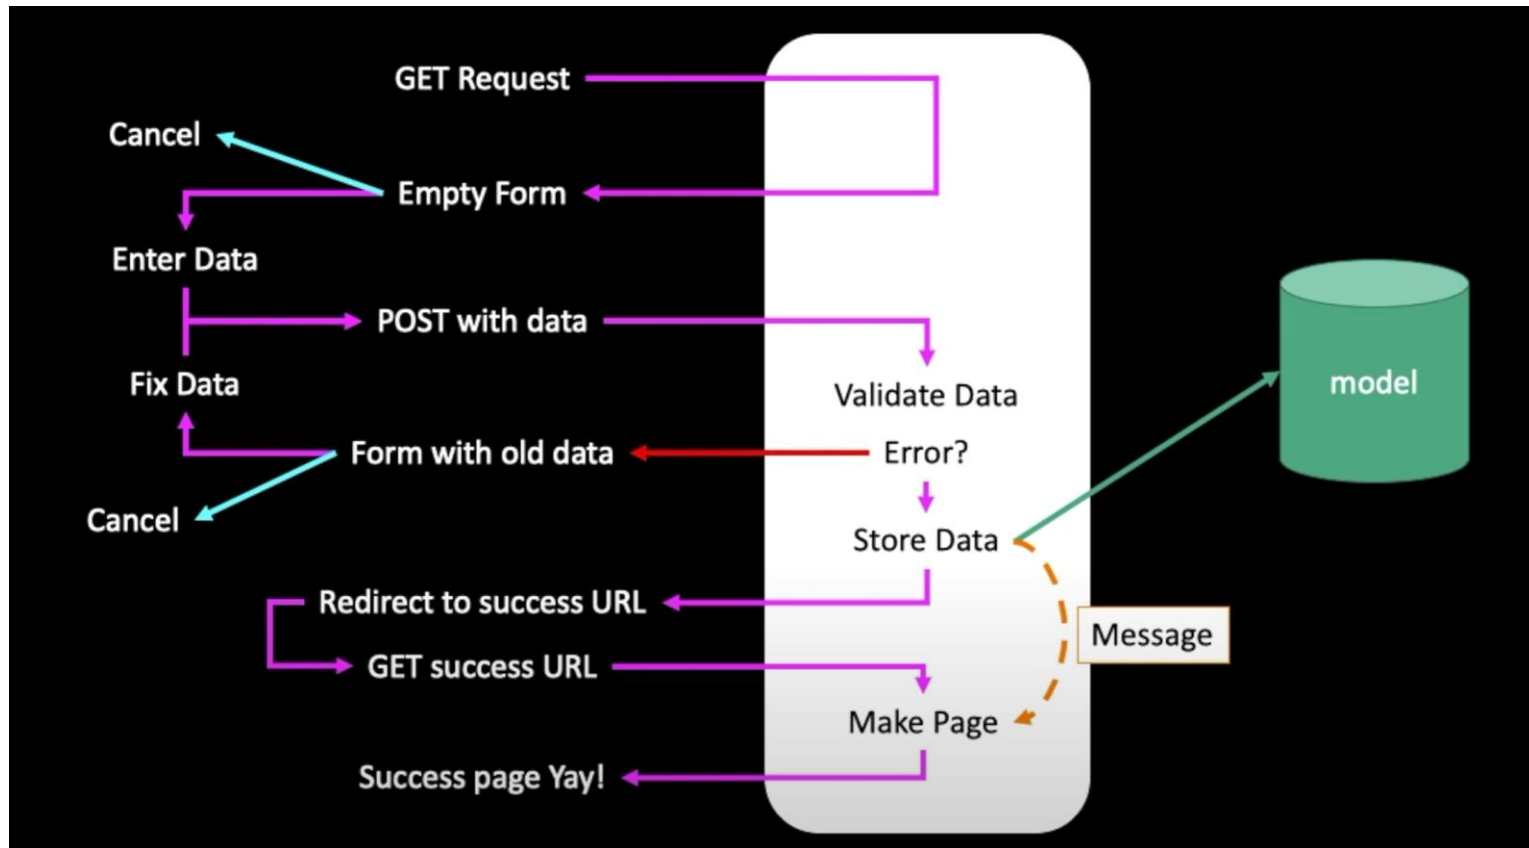 GET Request
Cancel
Empty Form
Enter Data
POST with data
Fix Data
Validate Data
model
Form with old data
Error?
Cancel
Store Data
Redirect to success URL
Message
GET success URL
Make Page
Success page Yay!